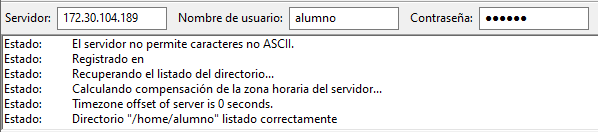 Servidor: 172.30.104.189 Nombre de usuario: alumno Contraseña: ●●●●●●
Estado: El servidor no permite caracteres no ASCII.
Estado: Registrado en
Estado: Recuperando el listado del directorio...
Estado: Calculando compensación de la zona horaria del servidor...
Estado: Timezone offset of server is 0 seconds.
Estado: Directorio "/home/alumno" listado correctamente